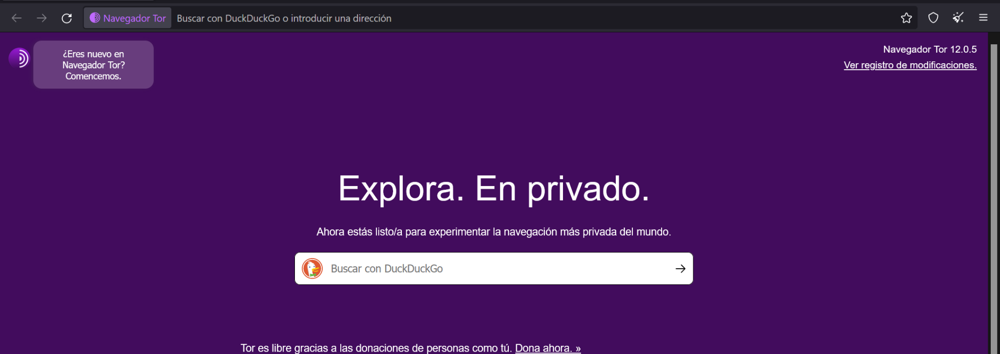 Navegador Tor Buscar con DuckDuckGo o introducir una dirección
¿Eres nuevo en
Navegador Tor?
Comencemos.
Navegador Tor 12.0.5
Ver registro de modificaciones.
Explora. En privado.
Ahora estás listo/a para experimentar la navegación más privada del mundo.
Buscar con DuckDuckGo
Tor es libre gracias a las donaciones de personas como tú. Dona ahora. »